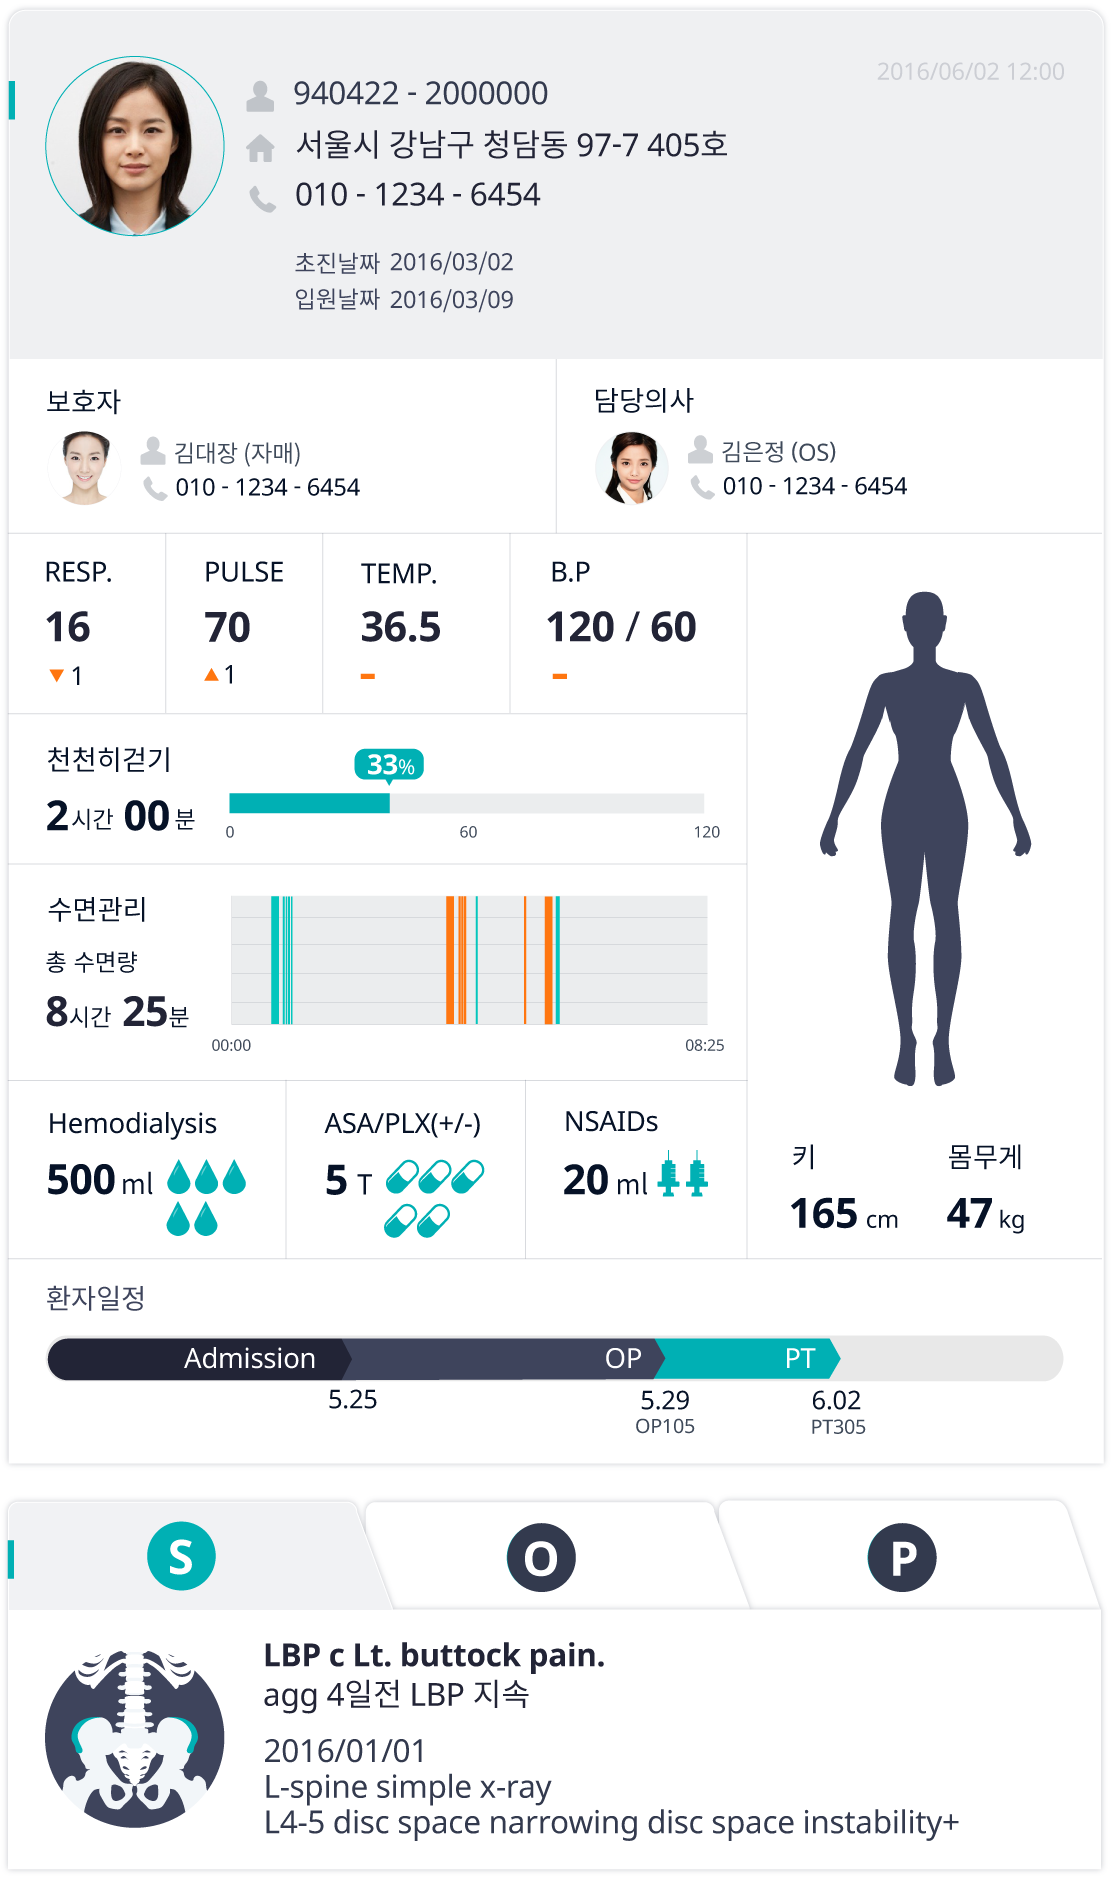 2016/06/02 12:00
940422 - 2000000
서울시 강남구 청담동 97-7 405호
010 - 1234 - 6454
초진날짜 2016/03/02
입원날짜 2016/03/09
보호자
김대장 (자매)
010 - 1234 - 6454
담당의사
김은정 (OS)
010 - 1234 - 6454
RESP.
16
▼ 1
PULSE
70
▲ 1
TEMP.
36.5
-
B.P
120 / 60
-
천천히걷기
2시간 00분
33%
0 60 120
수면관리
총 수면량
8시간 25분
00:00 08:25
Hemodialysis
500 ml
ASA/PLX(+/-)
5 T
NSAIDs
20 ml
키
165 cm
몸무게
47 kg
환자일정
Admission OP PT
5.25 5.29 6.02
OP105 PT305
S O P
LBP c Lt. buttock pain.
agg 4일전 LBP 지속
2016/01/01
L-spine simple x-ray
L4-5 disc space narrowing disc space instability+